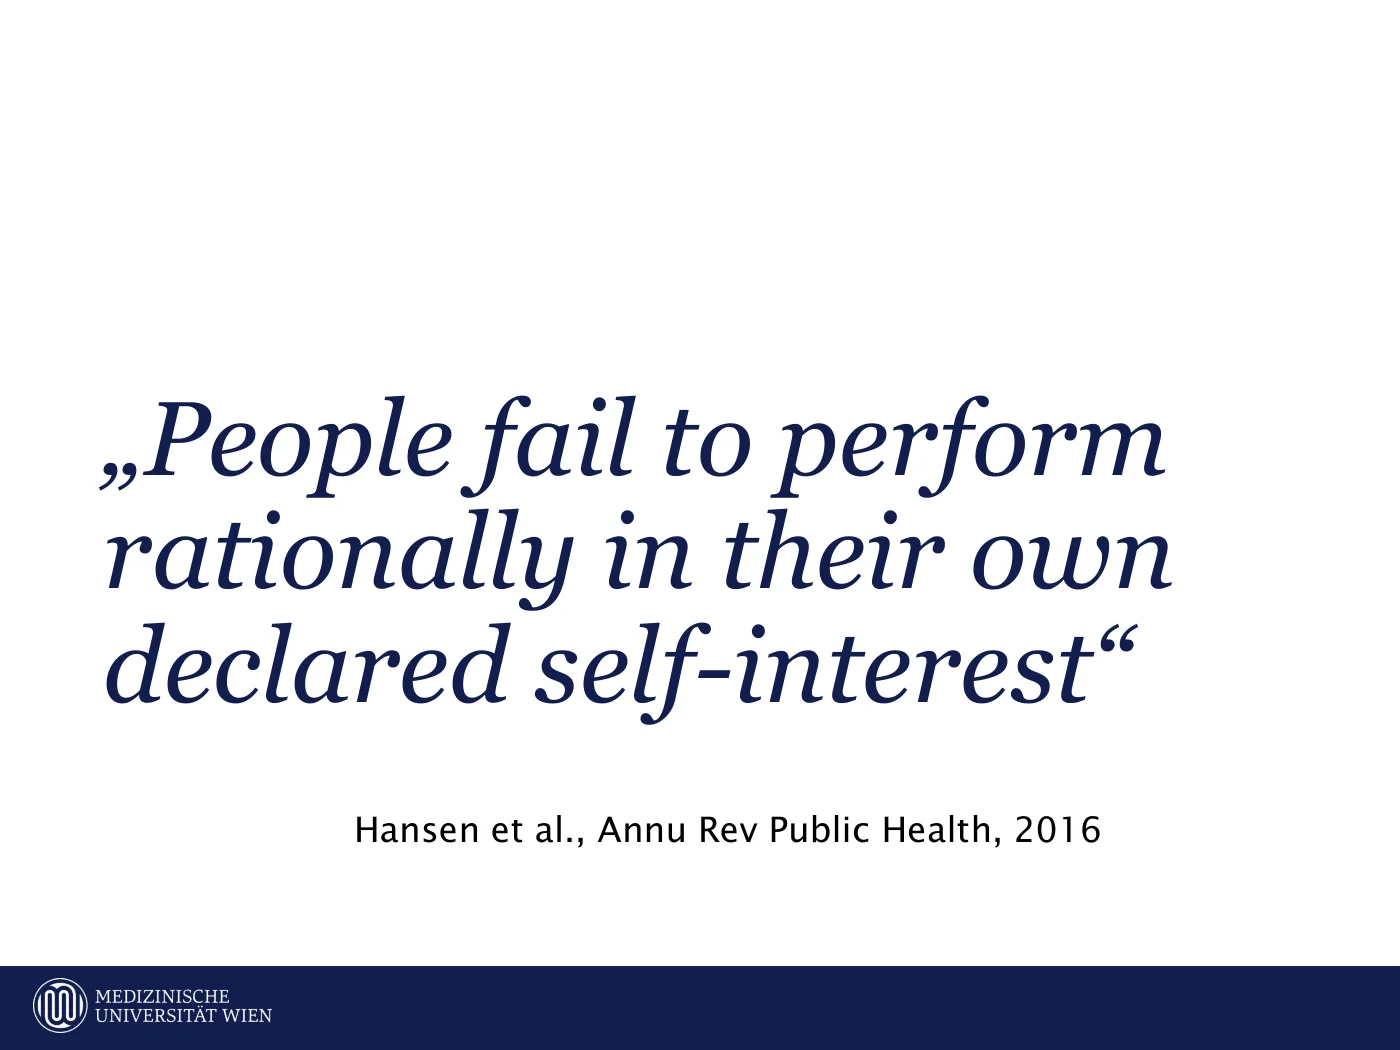 „People fail to perform
rationally in their own
declared self-interest“
Hansen et al., Annu Rev Public Health, 2016
MEDIZINISCHE
UNIVERSITÄT WIEN